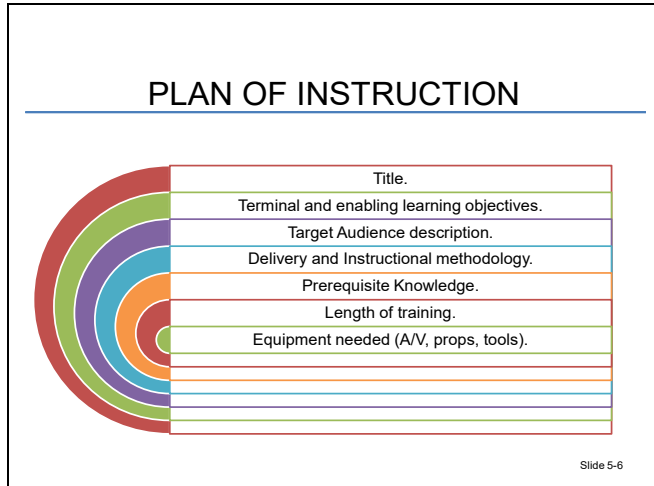 PLAN OF INSTRUCTION
Title.
Terminal and enabling learning objectives.
Target Audience description.
Delivery and Instructional methodology.
Prerequisite Knowledge.
Length of training.
Equipment needed (A/V, props, tools).
Slide 5-6